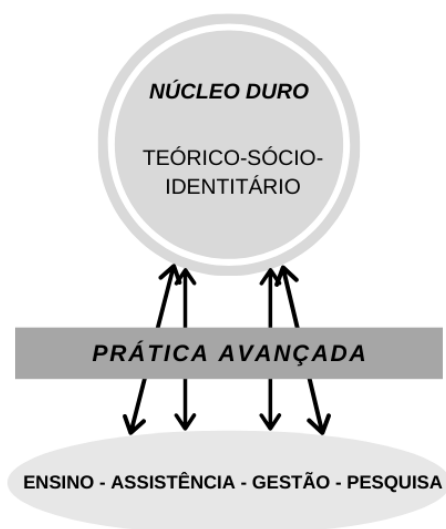 NÚCLEO DURO
TEÓRICO-SÓCIO-
IDENTITÁRIO
PRÁTICA AVANÇADA
ENSINO - ASSISTÊNCIA - GESTÃO - PESQUISA